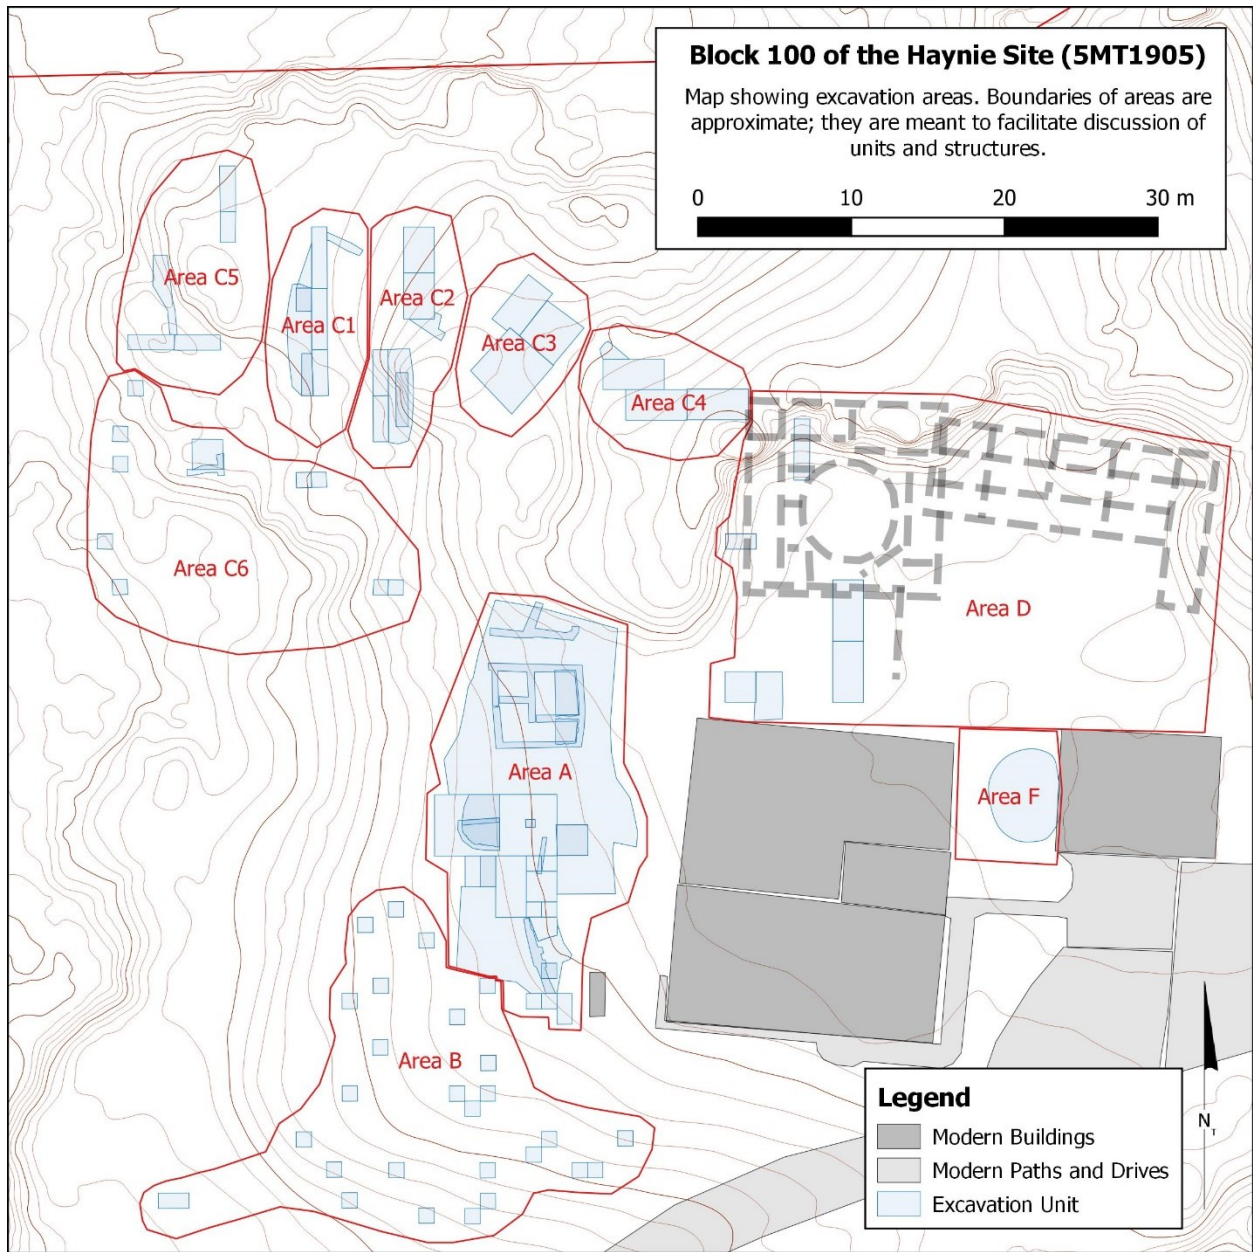 Block 100 of the Haynie Site (5MT1905)
Map showing excavation areas. Boundaries of areas are
approximate; they are meant to facilitate discussion of
units and structures.
0 10 20 30 m
Area C5
Area C1
Area C2
Area C3
Area C4
Area C6
Area D
Area A
Area F
Area B
Legend
Modern Buildings
Modern Paths and Drives
Excavation Unit
N
T